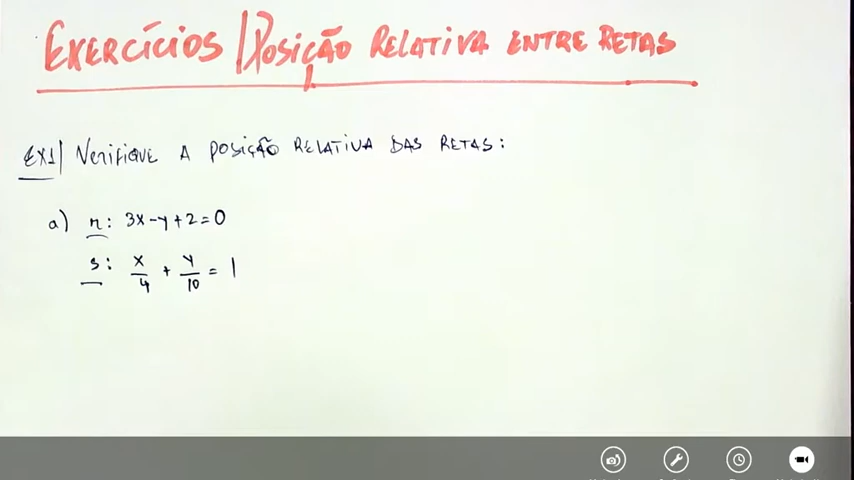 EXERCÍCIOS | POSIÇÃO RELATIVA ENTRE RETAS
EX1| VERIFIQUE A POSIÇÃO RELATIVA DAS RETAS:
a) r: 3x-y+2=0
s: x/4 + y/10 = 1